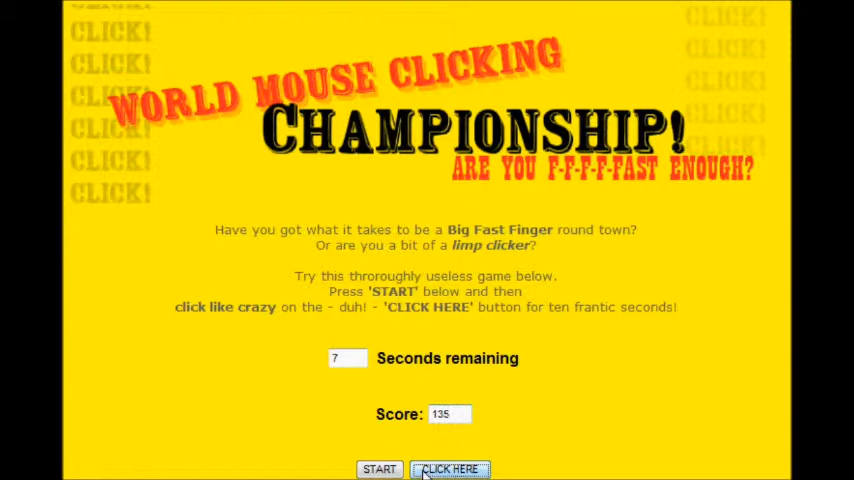 CLICK!
CLICK!
CLICK!
CLICK!
CLICK!
CLICK!
CLICK!
CLICK!
CLICK!
CLICK!
CLICK!
WORLD MOUSE CLICKING
CHAMPIONSHIP!
ARE YOU F-F-F-F-FAST ENOUGH?
Have you got what it takes to be a Big Fast Finger round town?
Or are you a bit of a limp clicker?
Try this throroughly useless game below.
Press 'START' below and then
click like crazy on the - duh! - 'CLICK HERE' button for ten frantic seconds!
7 Seconds remaining
Score: 135
START CLICK HERE